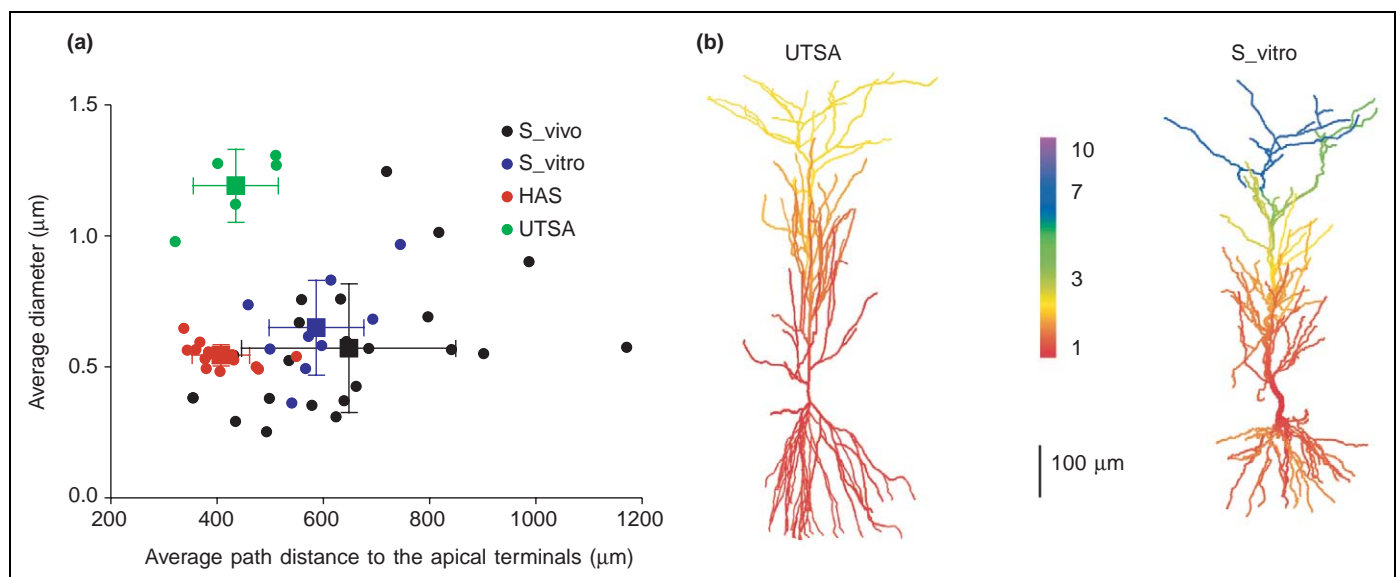 (a)
1.5
1.0
0.5
0.0
Average diameter (μm)
200
400
600
800
1000
1200
Average path distance to the apical terminals (μm)
S_vivo
S_vitro
HAS
UTSA
(b)
UTSA
S_vitro
10
7
3
1
100 μm